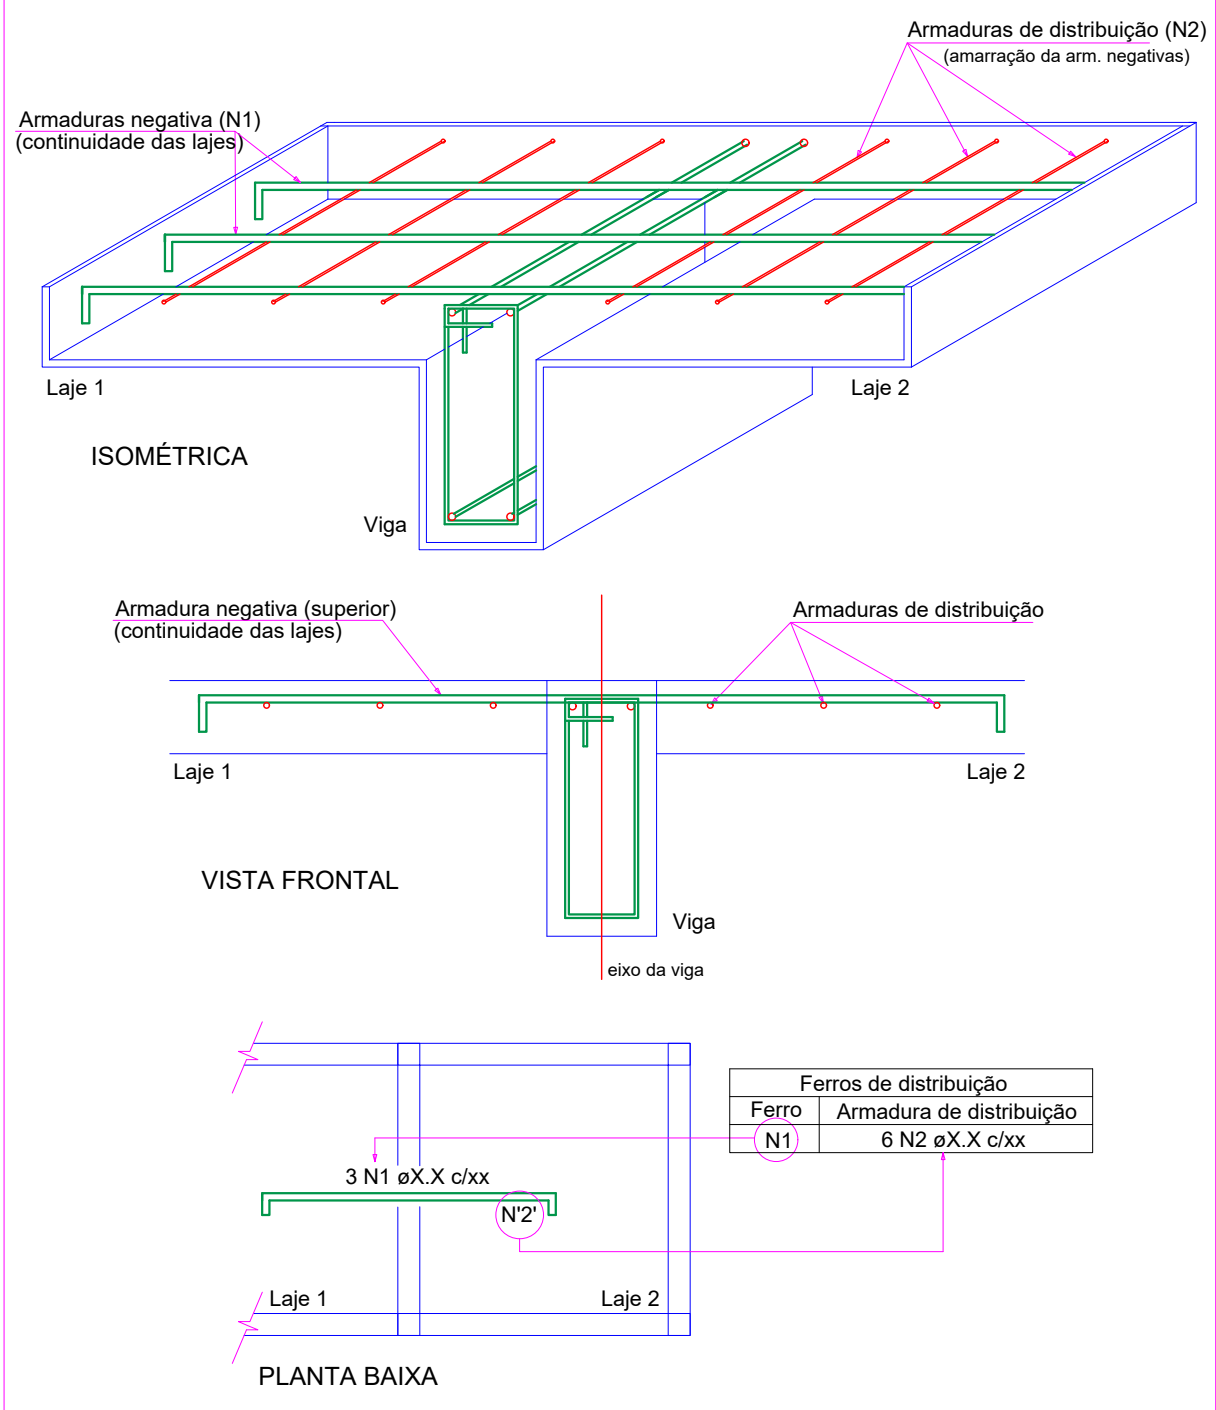 Armaduras de distribuição (N2)
(amarração da arm. negativas)
Armaduras negativa (N1)
(continuidade das lajes)
Laje 1
Laje 2
ISOMÉTRICA
Viga
Armadura negativa (superior)
(continuidade das lajes)
Armaduras de distribuição
Laje 1
Laje 2
VISTA FRONTAL
Viga
eixo da viga
Ferros de distribuição
Ferro Armadura de distribuição
N1 6 N2 øX.X c/xx
3 N1 øX.X c/xx
N'2'
Laje 1
Laje 2
PLANTA BAIXA